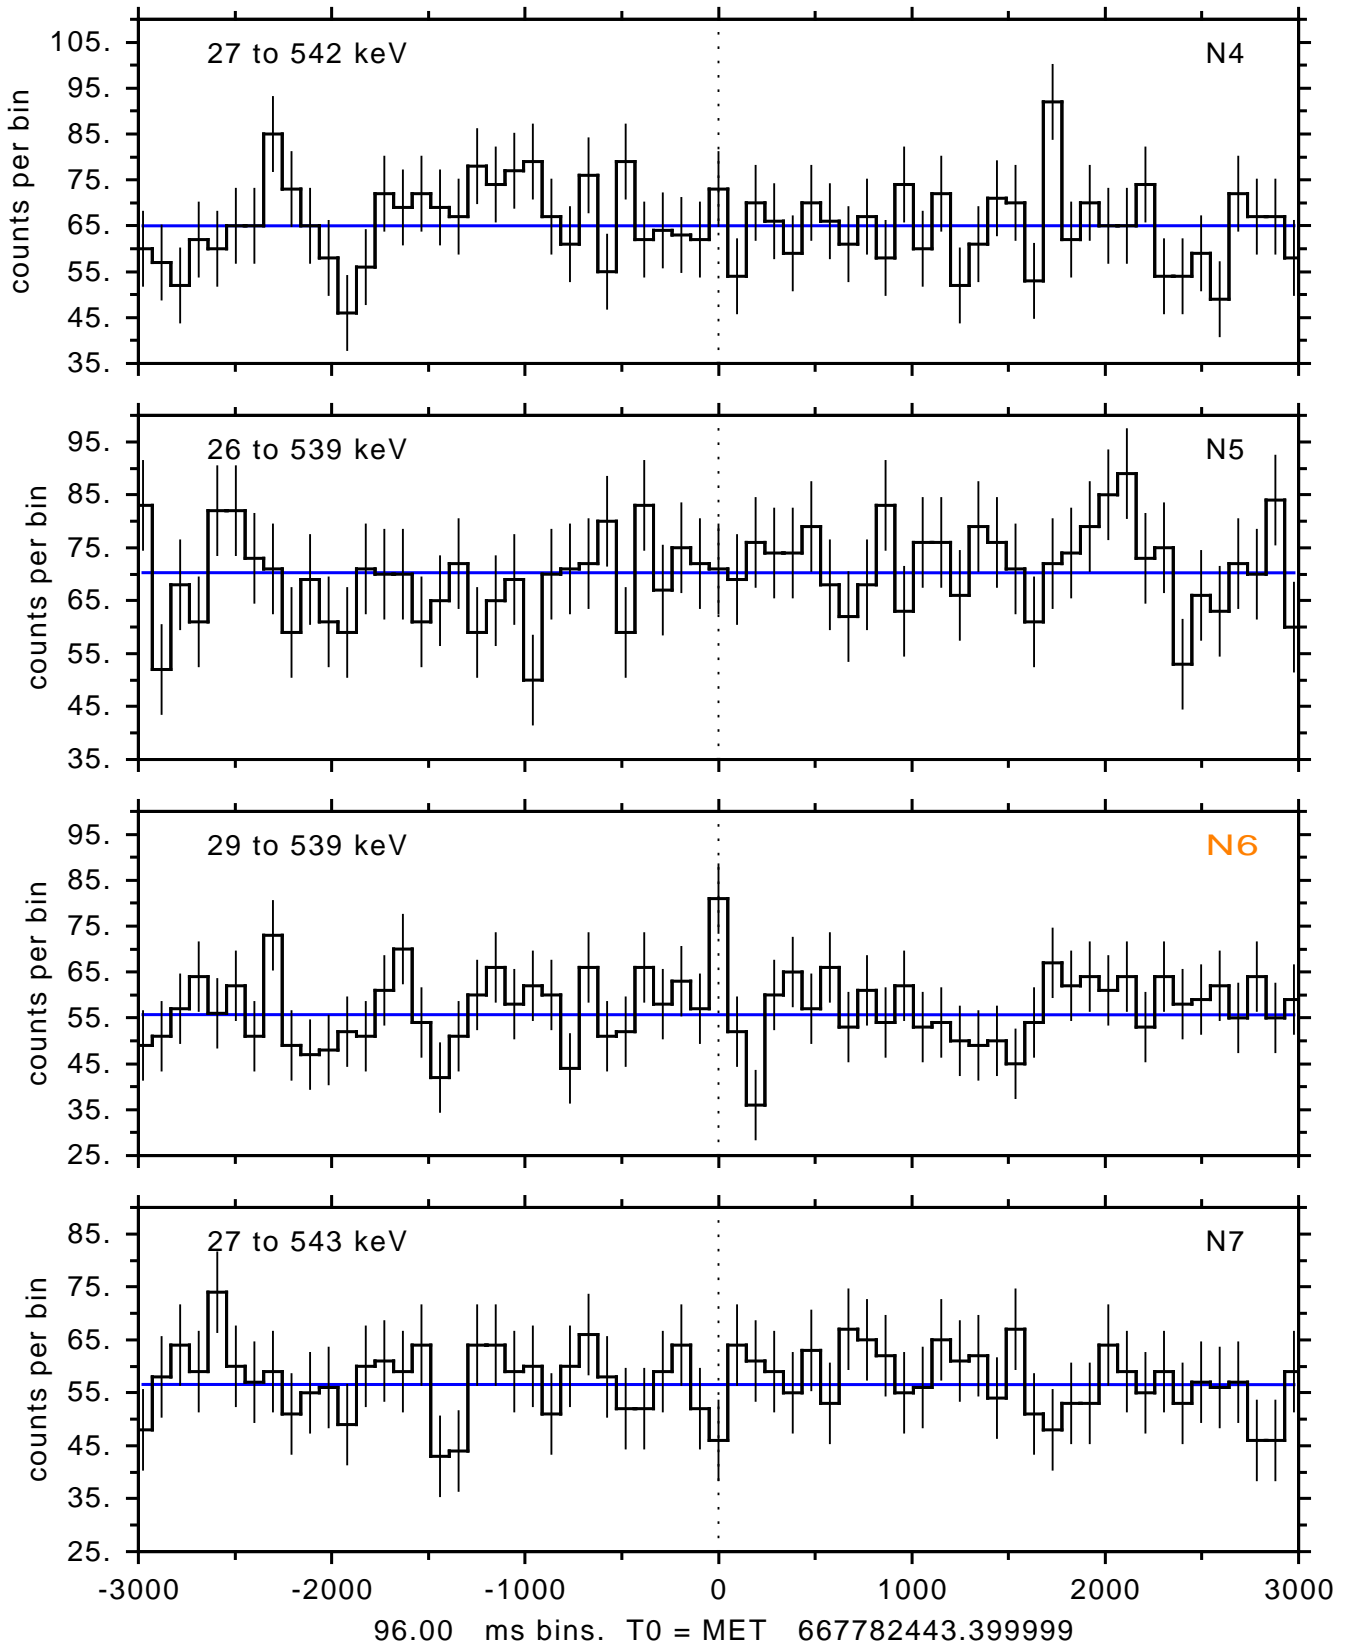 27 to 542 keV
N4
counts per bin
105.
95.
85.
75.
65.
55.
45.
35.
26 to 539 keV
N5
counts per bin
95.
85.
75.
65.
55.
45.
35.
29 to 539 keV
N6
counts per bin
95.
85.
75.
65.
55.
45.
35.
25.
27 to 543 keV
N7
counts per bin
85.
75.
65.
55.
45.
35.
25.
-3000 -2000 -1000 0 1000 2000 3000
96.00 ms bins. T0 = MET 667782443.399999